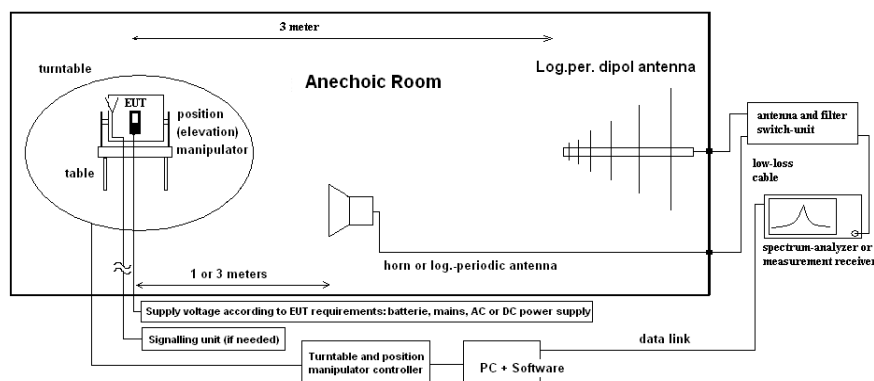 3 meter
turntable
Anechoic Room
Log.per. dipol antenna
EUT
position
(elevation)
manipulator
table
antenna and filter
switch-unit
low-loss
cable
spectrum-analyzer or
measurement receiver
horn or log.-periodic antenna
1 or 3 meters
Supply voltage according to EUT requirements: batterie, mains, AC or DC power supply
Signalling unit (if needed)
data link
Turntable and position
manipulator controller
PC + Software